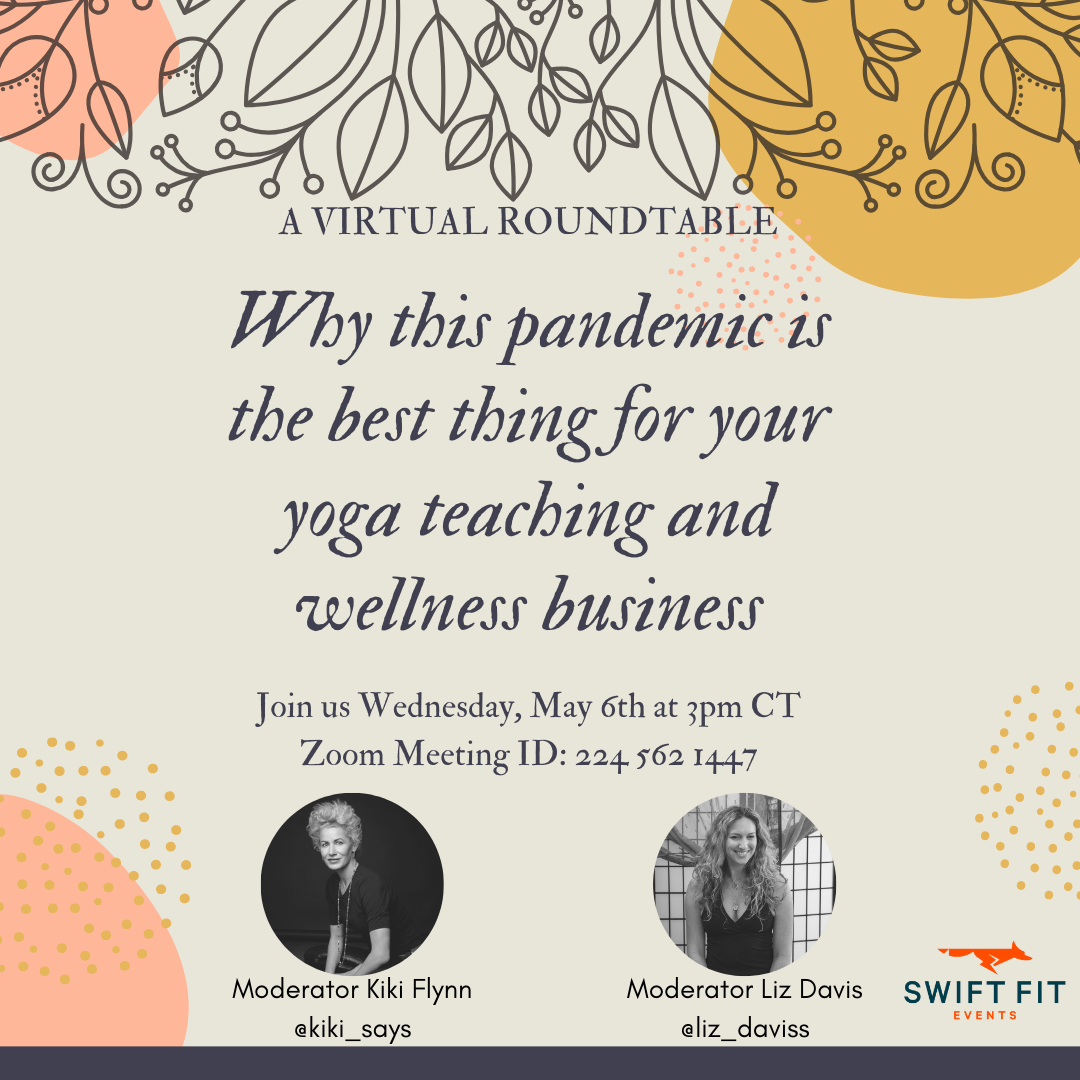 A VIRTUAL ROUNDTABLE
Why this pandemic is
the best thing for your
yoga teaching and
wellness business
Join us Wednesday, May 6th at 3pm CT
Zoom Meeting ID: 224 562 1447
Moderator Kiki Flynn
@kiki_says
Moderator Liz Davis
@liz_daviss
SWIFT FIT
EVENTS